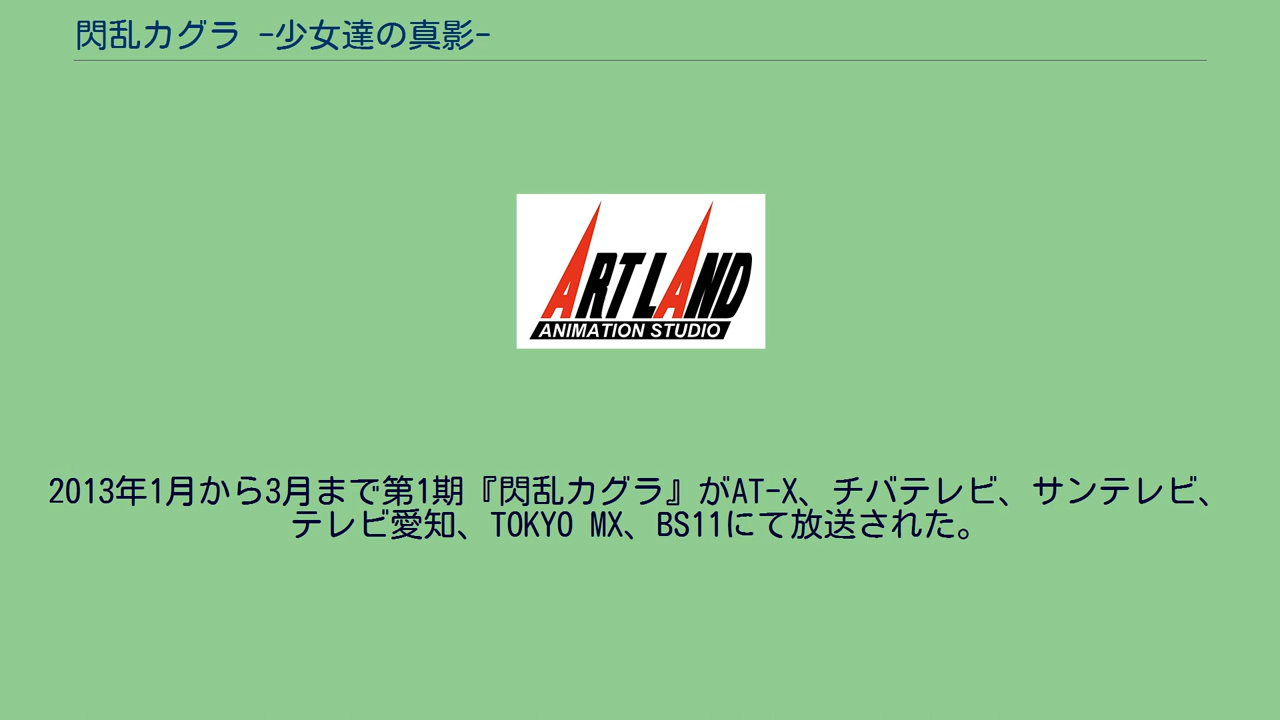 閃乱カグラ -少女達の真影-
ARTLAND
ANIMATION STUDIO
2013年1月から3月まで第1期『閃乱カグラ』がAT-X、チバテレビ、サンテレビ、
テレビ愛知、TOKYO MX、BS11にて放送された。